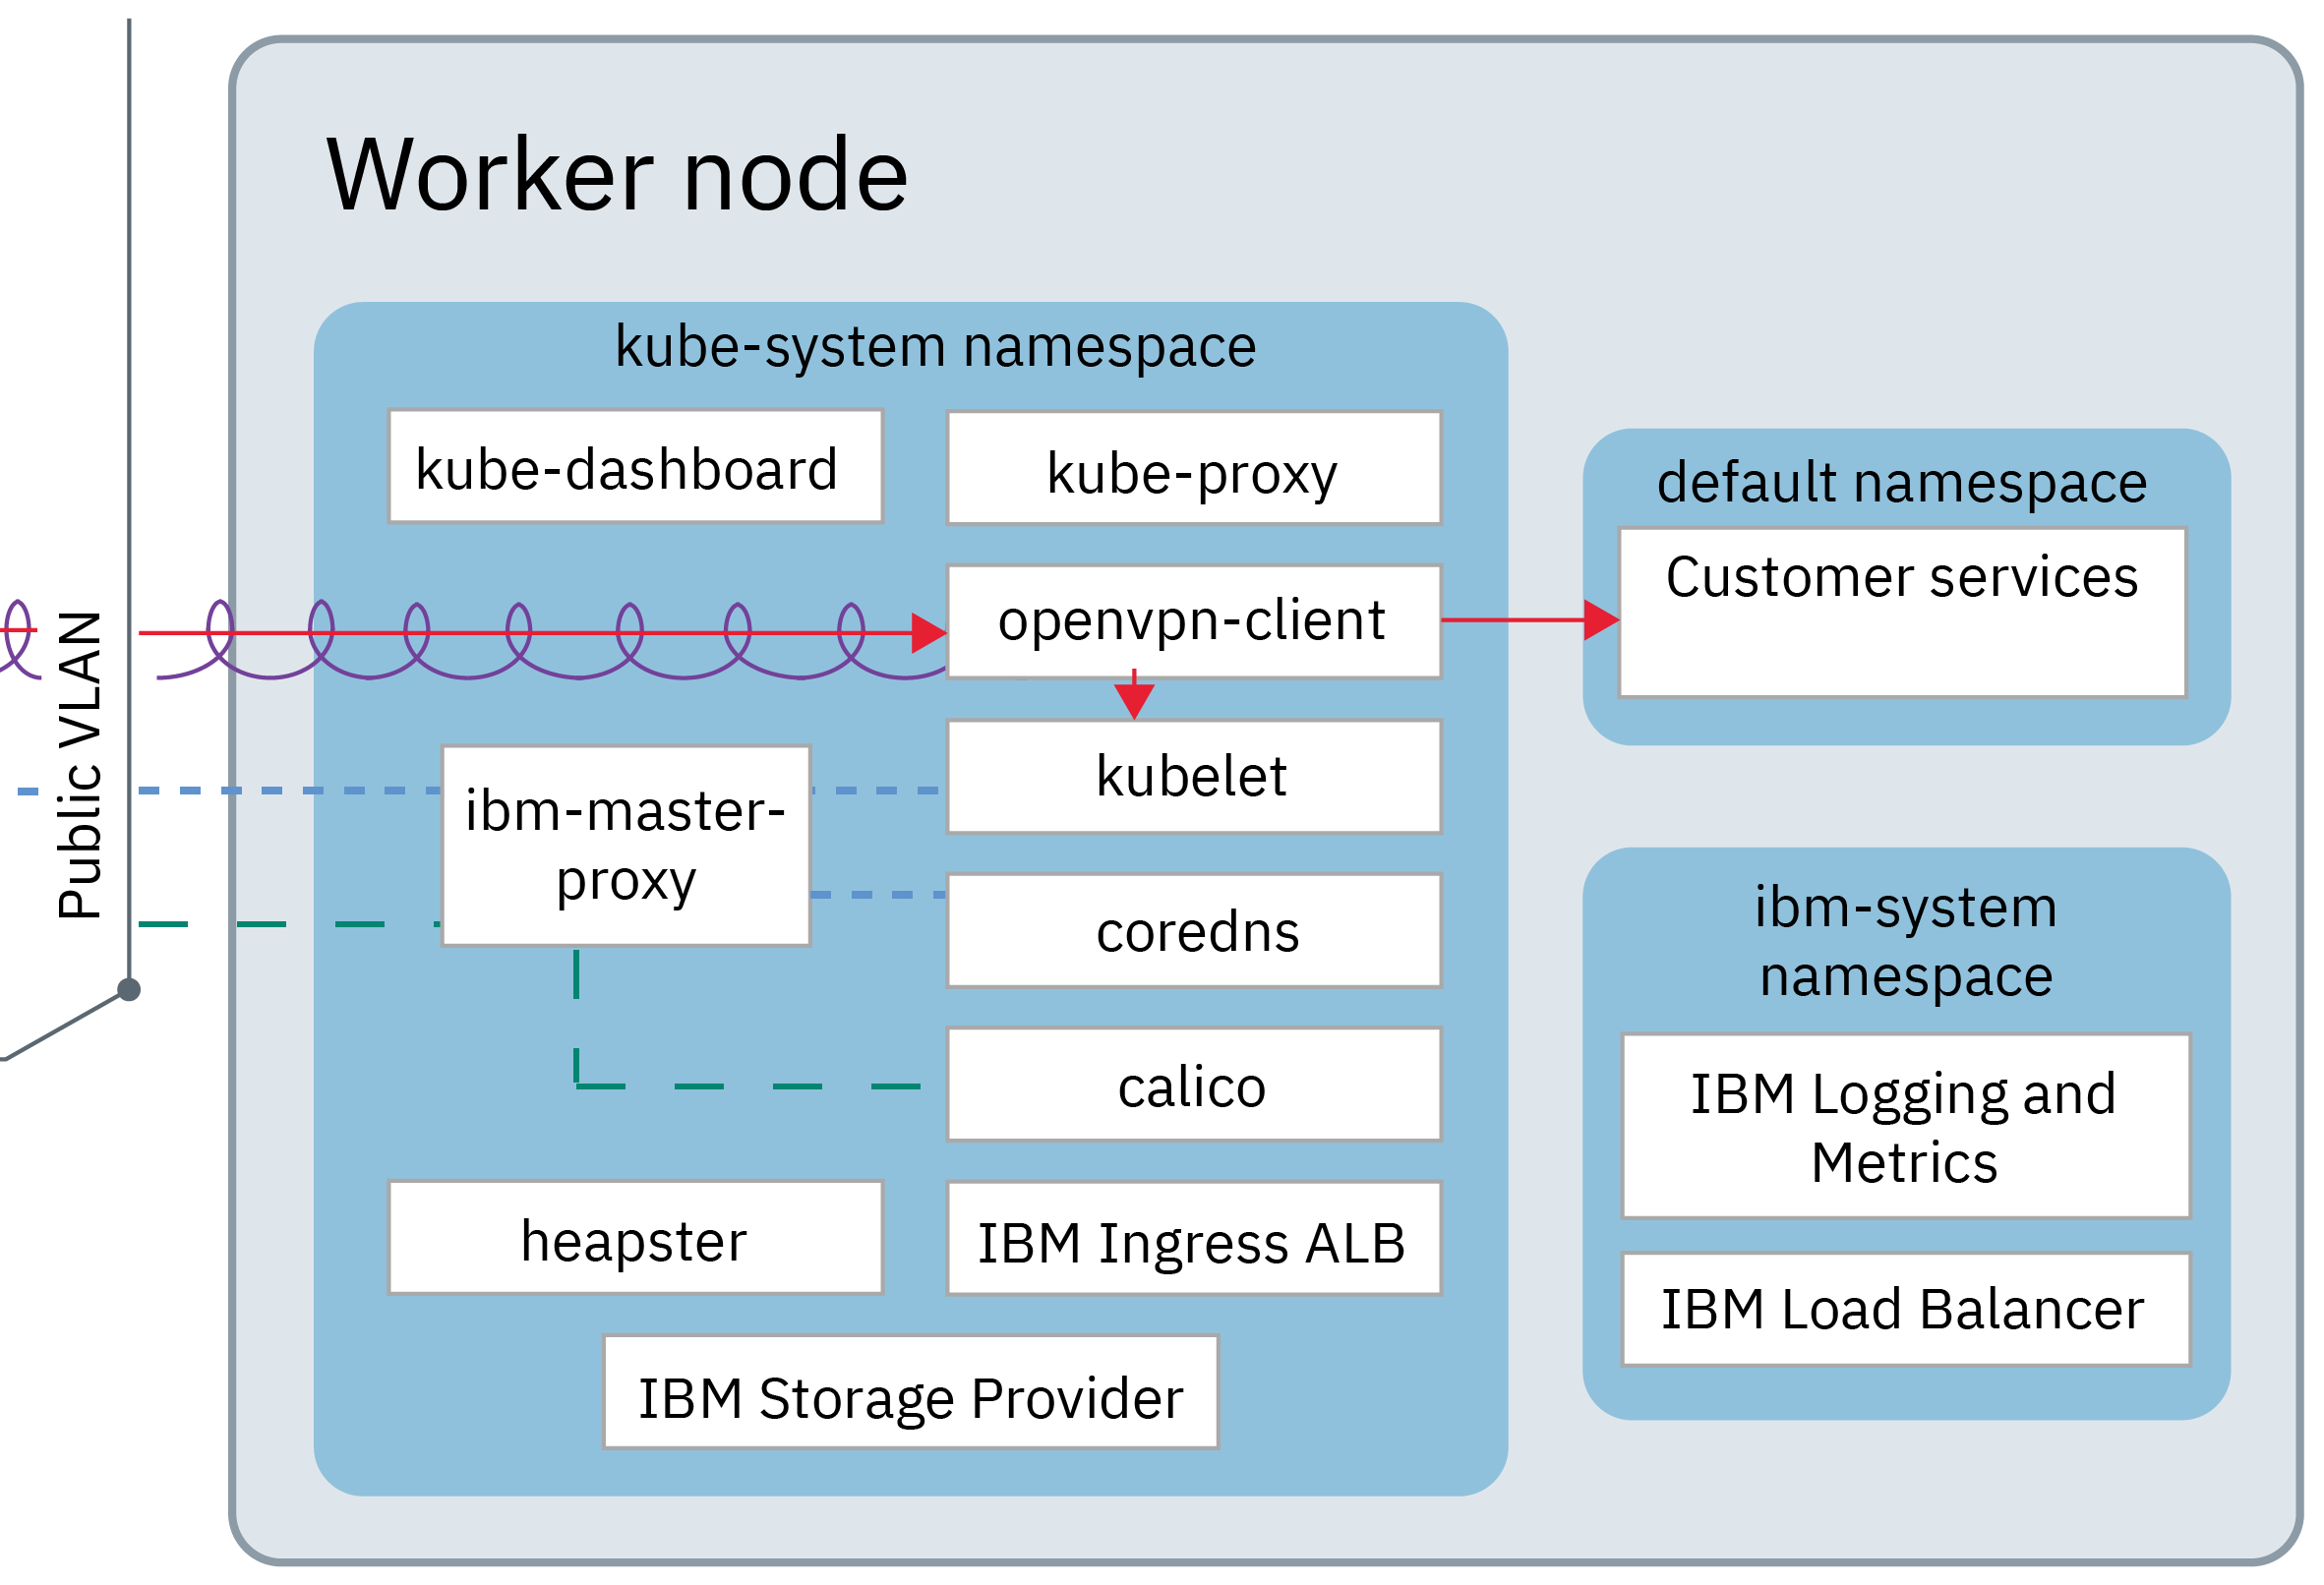 Worker node
Public VLAN
kube-system namespace
kube-dashboard
kube-proxy
openvpn-client
ibm-master-
proxy
kubelet
coredns
calico
heapster
IBM Ingress ALB
IBM Storage Provider
default namespace
Customer services
ibm-system
namespace
IBM Logging and
Metrics
IBM Load Balancer